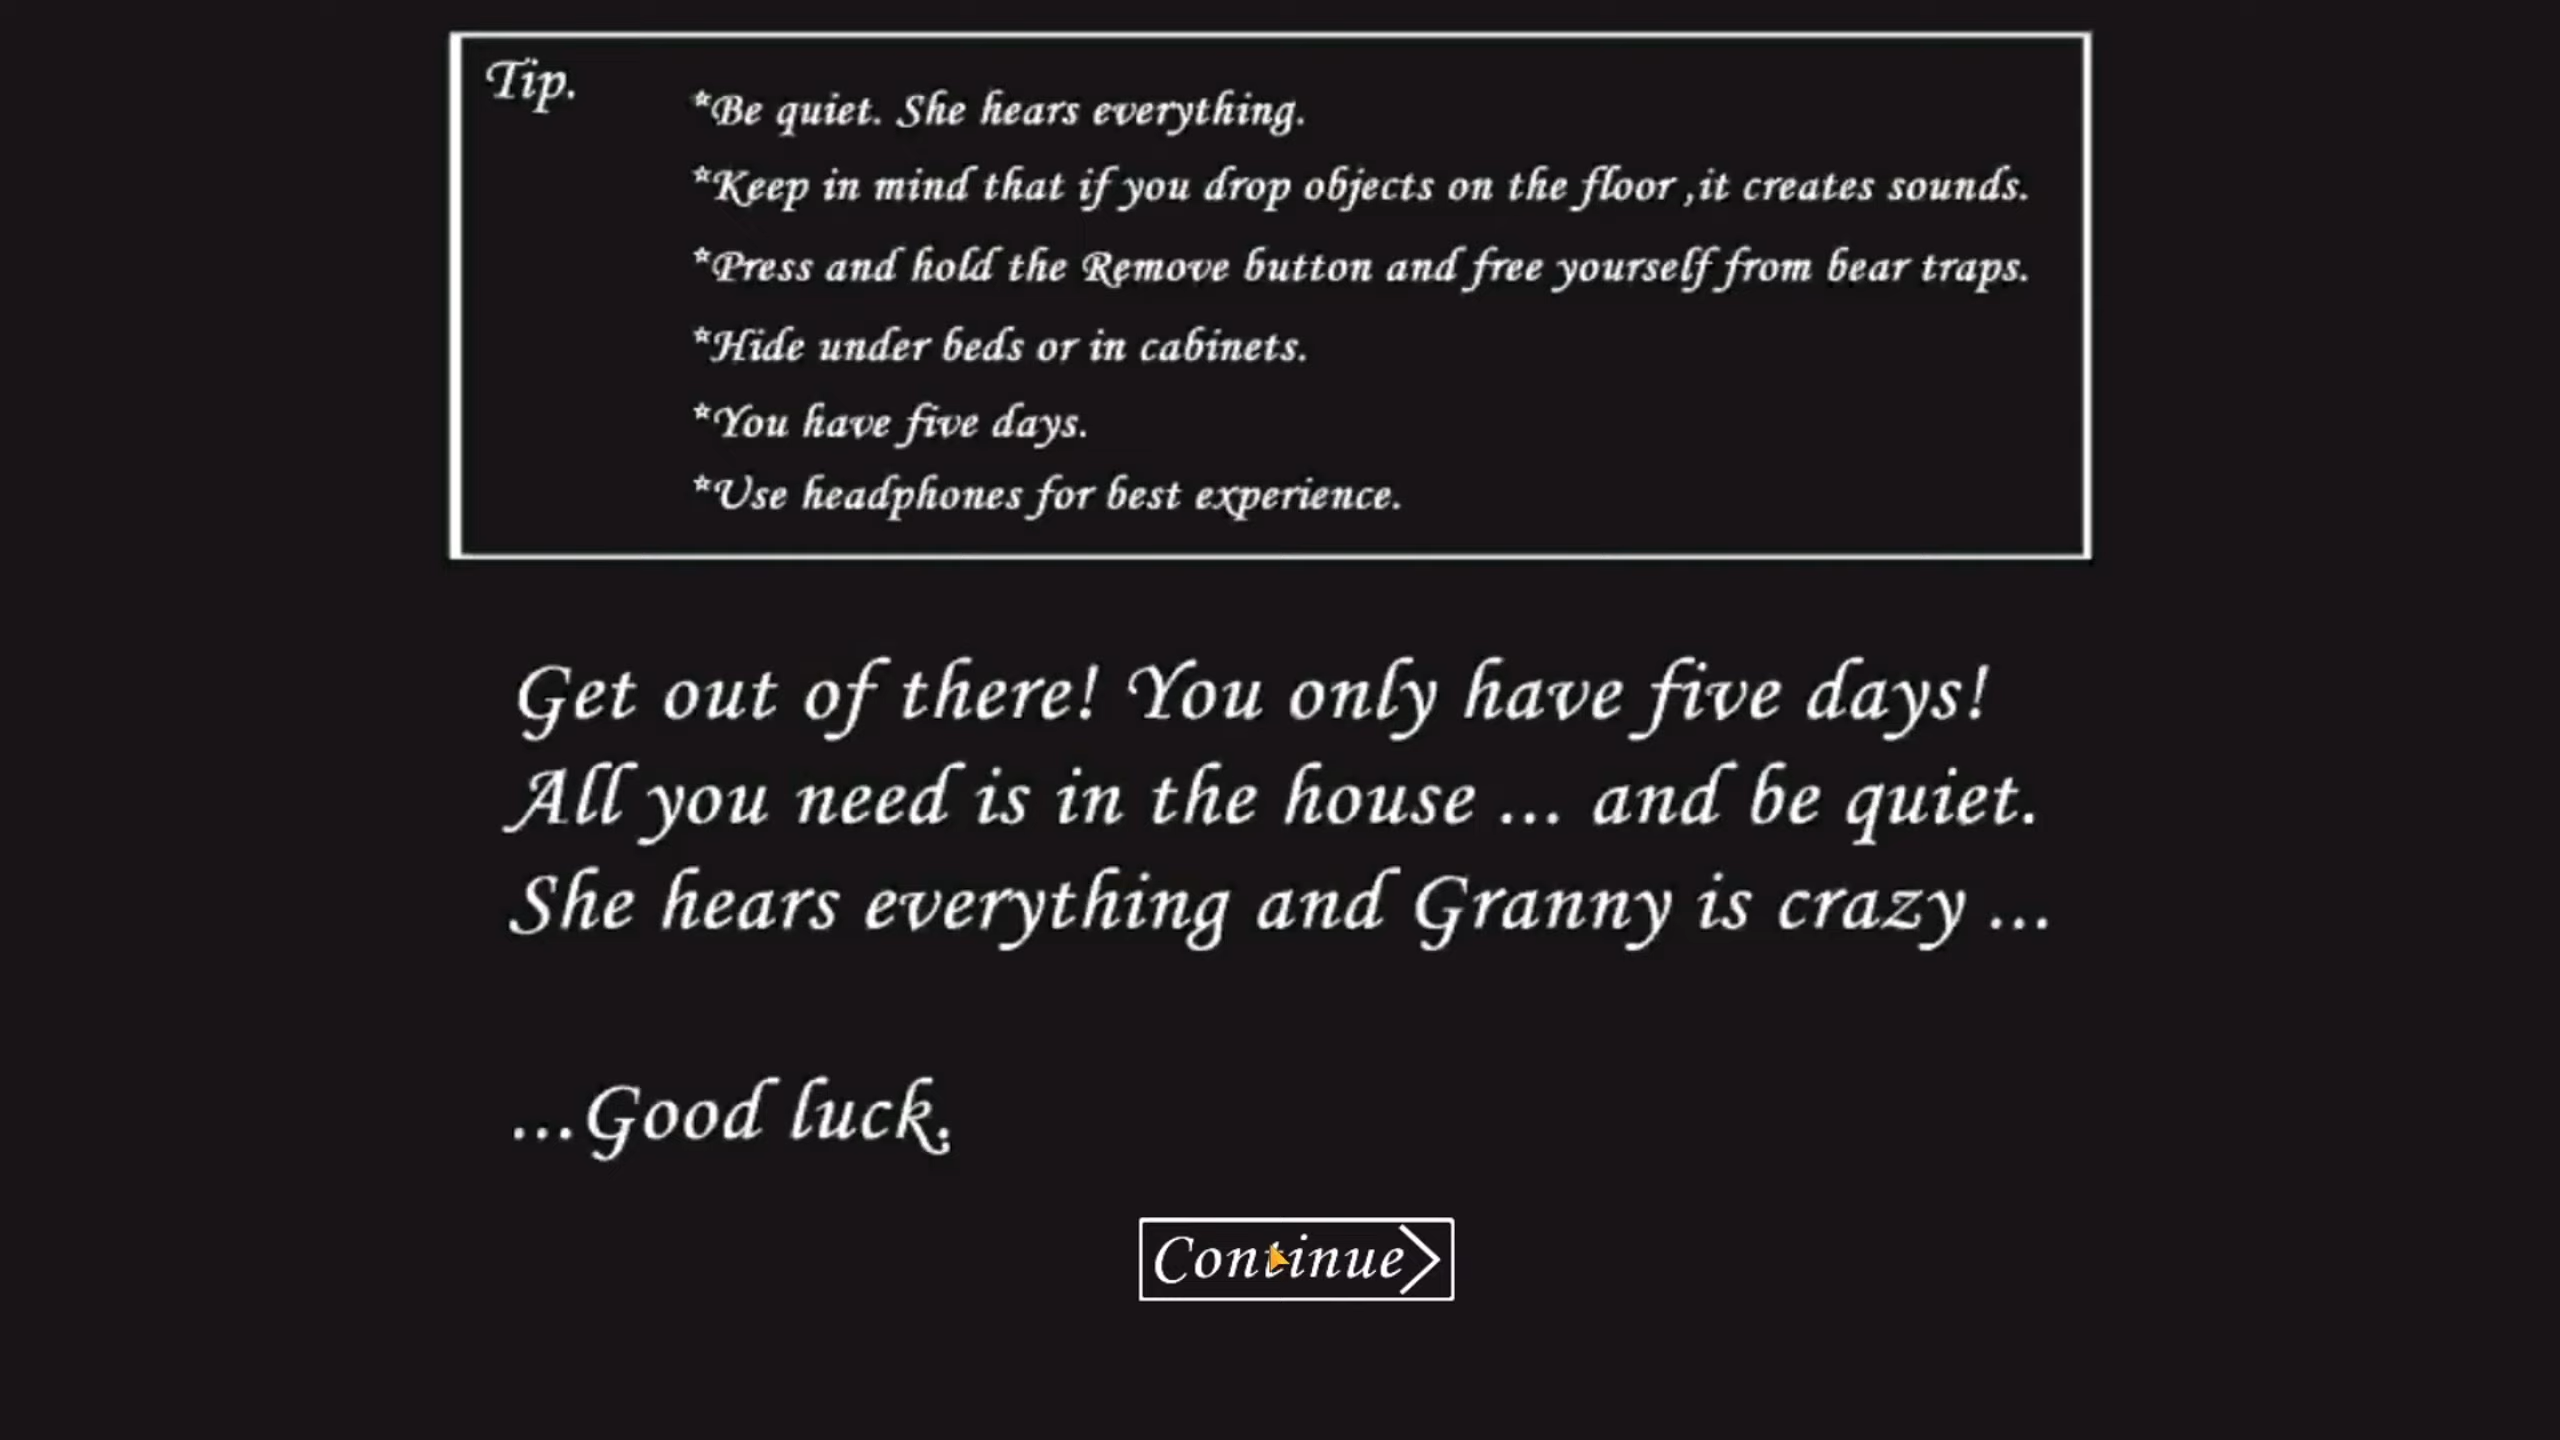 Tip.
*Be quiet. She hears everything.
*Keep in mind that if you drop objects on the floor ,it creates sounds.
*Press and hold the Remove button and free yourself from bear traps.
*Hide under beds or in cabinets.
*You have five days.
*Use headphones for best experience.
Get out of there! You only have five days!
All you need is in the house ... and be quiet.
She hears everything and Granny is crazy ...
...Good luck.
Continue